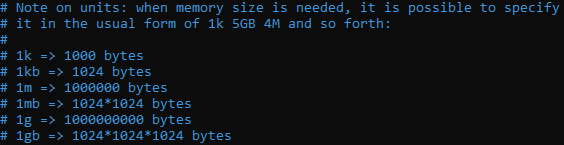 # Note on units: when memory size is needed, it is possible to specify
# it in the usual form of 1k 5GB 4M and so forth:
#
# 1k => 1000 bytes
# 1kb => 1024 bytes
# 1m => 1000000 bytes
# 1mb => 1024*1024 bytes
# 1g => 1000000000 bytes
# 1gb => 1024*1024*1024 bytes